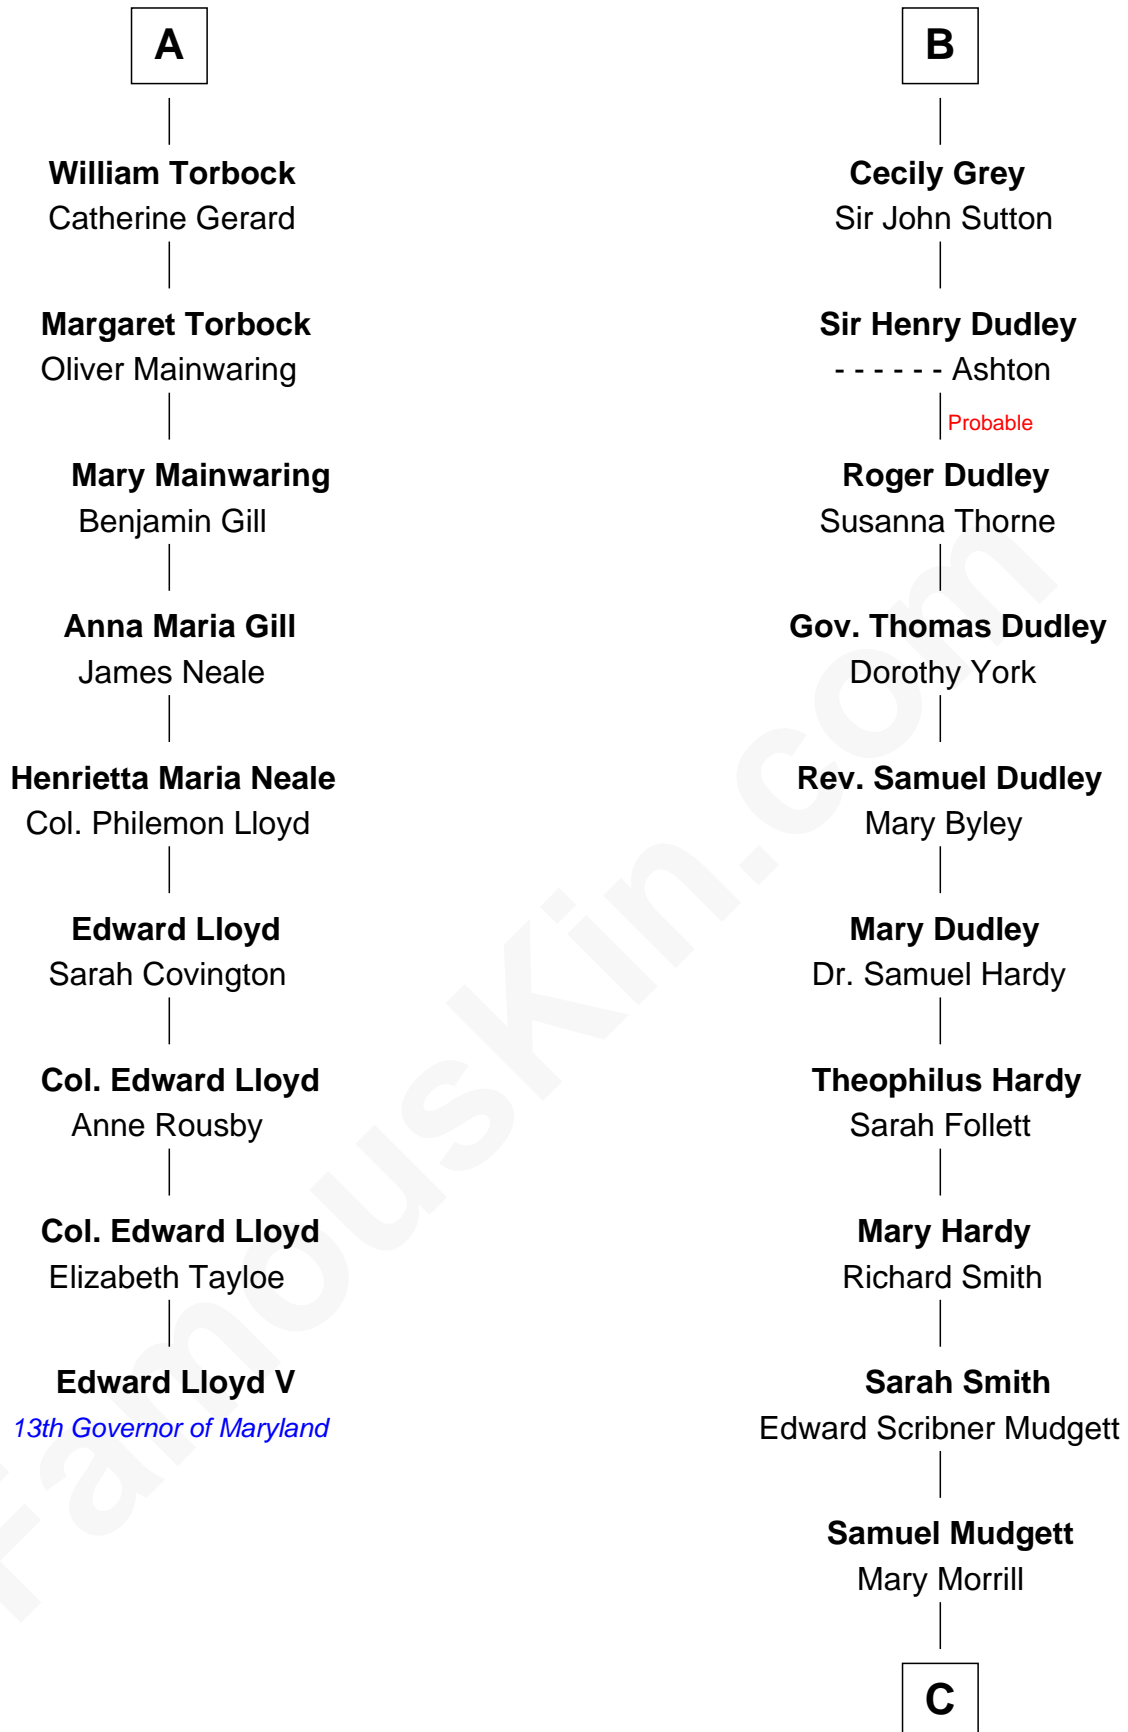 A
William Torbock
Catherine Gerard
Margaret Torbock
Oliver Mainwaring
Mary Mainwaring
Benjamin Gill
Anna Maria Gill
James Neale
Henrietta Maria Neale
Col. Philemon Lloyd
Edward Lloyd
Sarah Covington
Col. Edward Lloyd
Anne Rousby
Col. Edward Lloyd
Elizabeth Tayloe
Edward Lloyd V
13th Governor of Maryland
B
Cecily Grey
Sir John Sutton
Sir Henry Dudley
- - - - - - Ashton
Probable
Roger Dudley
Susanna Thorne
Gov. Thomas Dudley
Dorothy York
Rev. Samuel Dudley
Mary Byley
Mary Dudley
Dr. Samuel Hardy
Theophilus Hardy
Sarah Follett
Mary Hardy
Richard Smith
Sarah Smith
Edward Scribner Mudgett
Samuel Mudgett
Mary Morrill
C
FamousKin.com